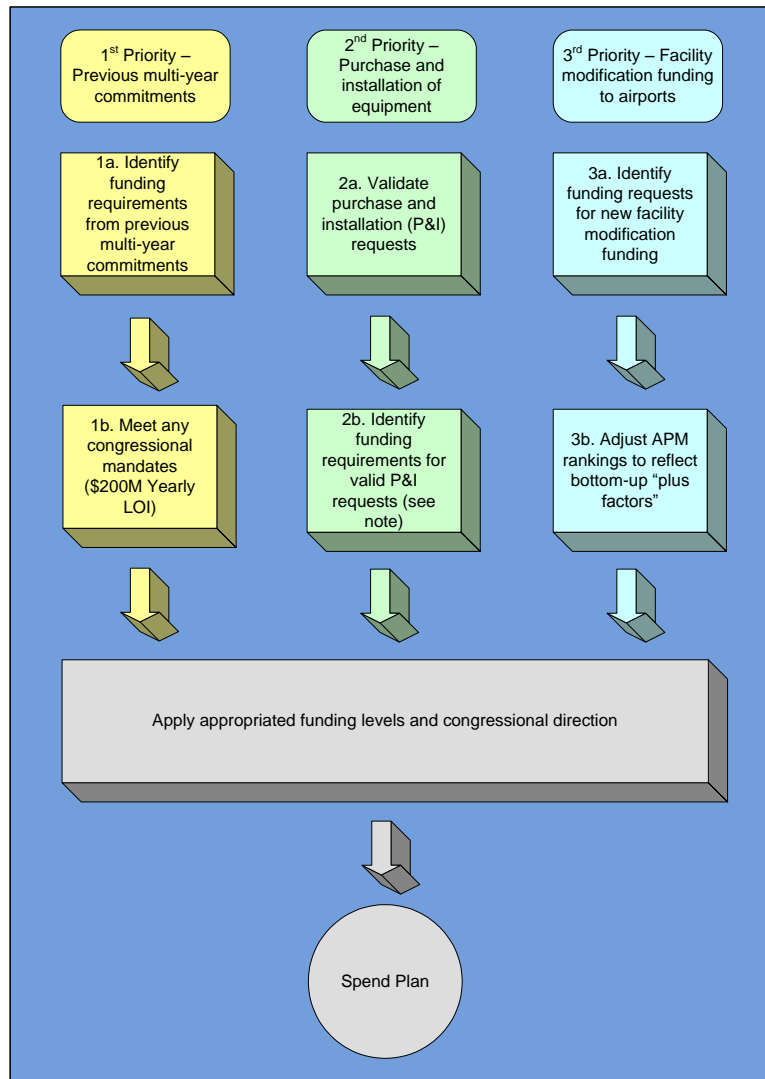 1st Priority –
Previous multi-year
commitments
2nd Priority –
Purchase and
installation of
equipment
3rd Priority – Facility
modification funding
to airports
1a. Identify
funding
requirements
from previous
multi-year
commitments
2a. Validate
purchase and
installation (P&I)
requests
3a. Identify
funding requests
for new facility
modification
funding
1b. Meet any
congressional
mandates
($200M Yearly
LOI)
2b. Identify
funding
requirements for
valid P&I
requests (see
note)
3b. Adjust APM
rankings to reflect
bottom-up “plus
factors”
Apply appropriated funding levels and congressional direction
Spend Plan